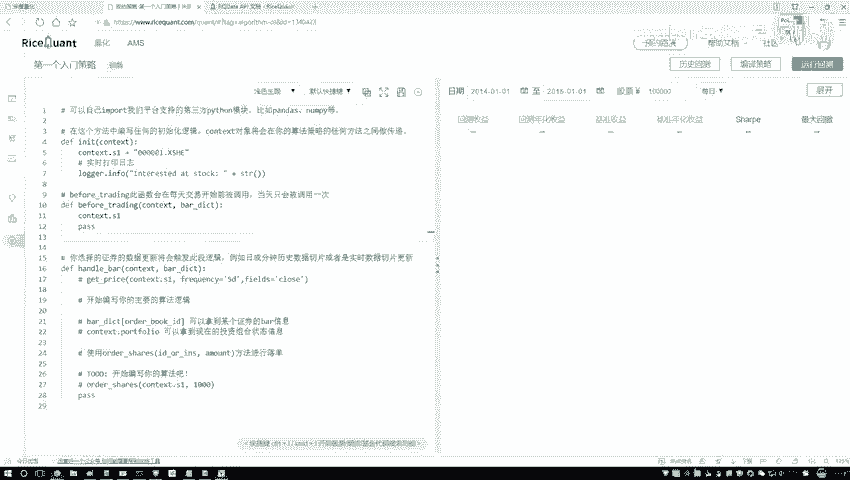 RQData API 文档 (RiceQuant
https://www.ricequant.com/quant/#?tag=algorithm
RiceQuant
量化
AMS
帮助文档
社区
第一个入门策略
历史回测
编译策略
运行回测
浅色主题
默认快捷键
日期
2014-01-01
至
2016-01-01
股票 ¥
100000
每日
展开
回测收益
回测年化收益
基准收益
基准年化收益
Sharpe
最大回撤
1 # 可以自己import我们平台支持的第三方python模块，比如pandas、numpy等。
2
3 # 在这个方法中编写任何的初始化逻辑。context对象将会在你的算法策略的任何方法之间做传递。
4 def init(context):
5 context.s1 = "000001.XSHE"
6 # 实时打印日志
7 logger.info("Interested at stock: " + str())
8
9 # before_trading此函数会在每天交易开始前被调用，当天只会被调用一次
10 def before_trading(context, bar_dict):
11 context.s1
12 pass
13
14
15 # 你选择的证券的数据更新将会触发此段逻辑，例如日或分钟历史数据切片或者是实时数据切片更新
16 def handle_bar(context, bar_dict):
17 # get_price(context.s1, frequency='5d',fields='close')
18
19 # 开始编写你的主要的算法逻辑
20
21 # bar_dict[order_book_id] 可以拿到某个证券的bar信息
22 # context.portfolio 可以拿到现在的投资组合状态信息
23
24 # 使用order_shares(id_or_ins, amount)方法进行落单
25
26 # TODO: 开始编写你的算法吧！
27 # order_shares(context.s1, 1000)
28 pass
29